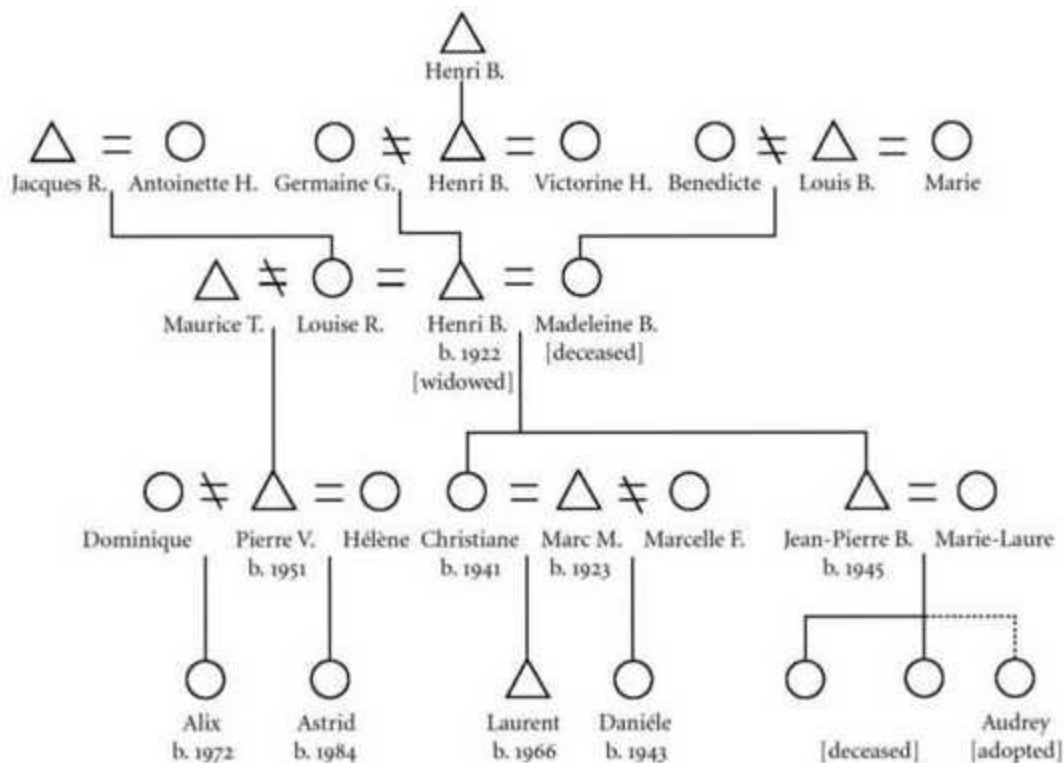 Henri B.
Jacques R. Antoinette H. Germaine G. Henri B. Victorine H. Benedicte Louis B. Marie
Maurice T. Louise R. Henri B. Madeleine B.
b. 1922 [deceased]
[widowed]
Dominique Pierre V. Hélène Christiane Marc M. Marcelle F. Jean-Pierre B. Marie-Laure
b. 1951 b. 1941 b. 1923 b. 1945
Alix Astrid Laurent Daniéle Audrey
b. 1972 b. 1984 b. 1966 b. 1943 [deceased] [adopted]